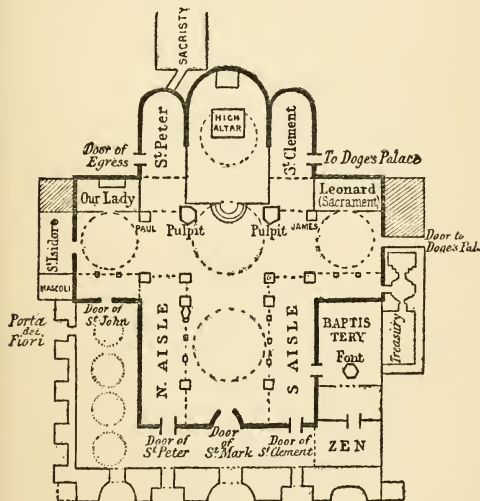 SACRISTY
HIGH
ALTAR
St Peter
St Clement
Door of
Egress
To Doge's Palace
Our Lady
Leonard
(Sacrament)
St Isidore
PAUL
Pulpit
Pulpit
JAMES
Door to
Doge's Pal.
MASCOLI
Porta
dei
Fiori
Door of
St John
N. AISLE
S AISLE
BAPTIS
TERY
Font
Treasury
Door of
St Peter
Door
of
St Mark
Door of
St Clement
ZEN